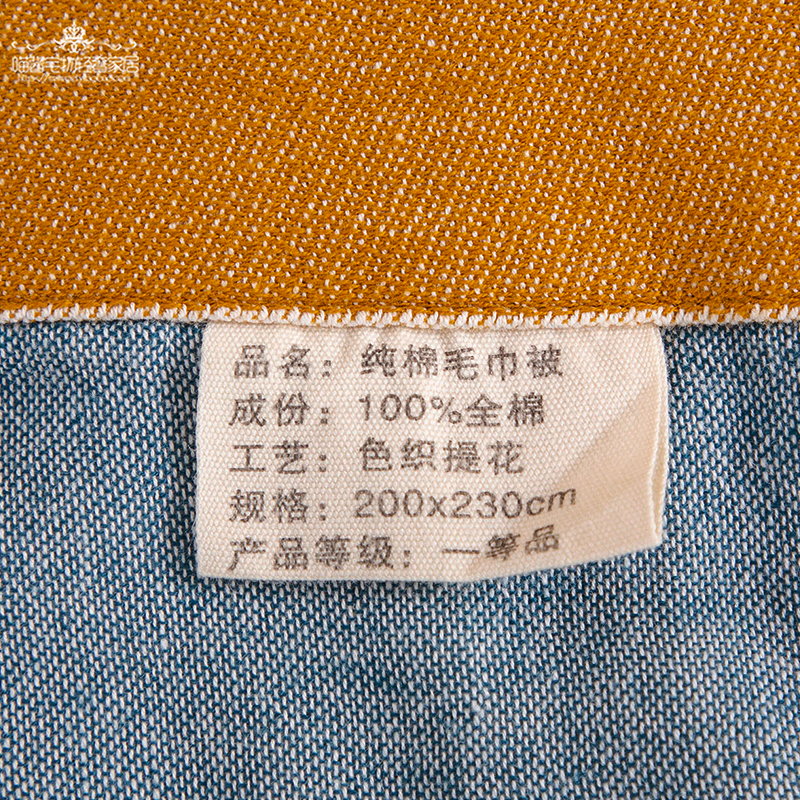 品名：纯棉毛巾被
成份：100%全棉
工艺：色织提花
规格：200x230cm
产品等级：一等品